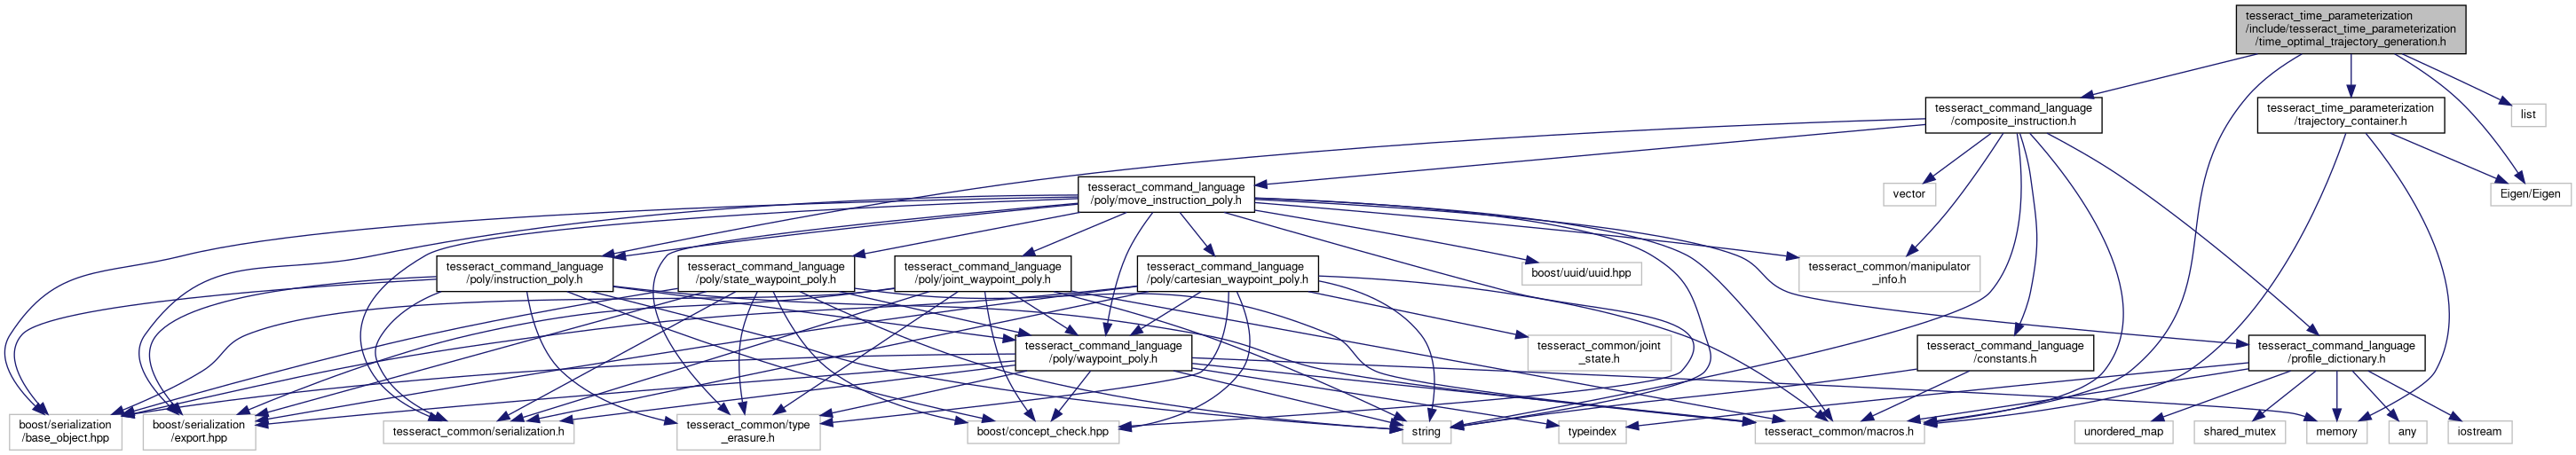 tesseract_time_parameterization
/include/tesseract_time_parameterization
/time_optimal_trajectory_generation.h
tesseract_command_language
/composite_instruction.h
tesseract_time_parameterization
/trajectory_container.h
list
tesseract_command_language
/poly/move_instruction_poly.h
vector
Eigen/Eigen
tesseract_command_language
/poly/instruction_poly.h
tesseract_command_language
/poly/state_waypoint_poly.h
tesseract_command_language
/poly/joint_waypoint_poly.h
tesseract_command_language
/poly/cartesian_waypoint_poly.h
boost/uuid/uuid.hpp
tesseract_common/manipulator
_info.h
tesseract_command_language
/poly/waypoint_poly.h
tesseract_common/joint
_state.h
tesseract_command_language
/constants.h
tesseract_command_language
/profile_dictionary.h
boost/serialization
/base_object.hpp
boost/serialization
/export.hpp
tesseract_common/serialization.h
tesseract_common/type
_erasure.h
boost/concept_check.hpp
string
typeindex
tesseract_common/macros.h
unordered_map
shared_mutex
memory
any
iostream